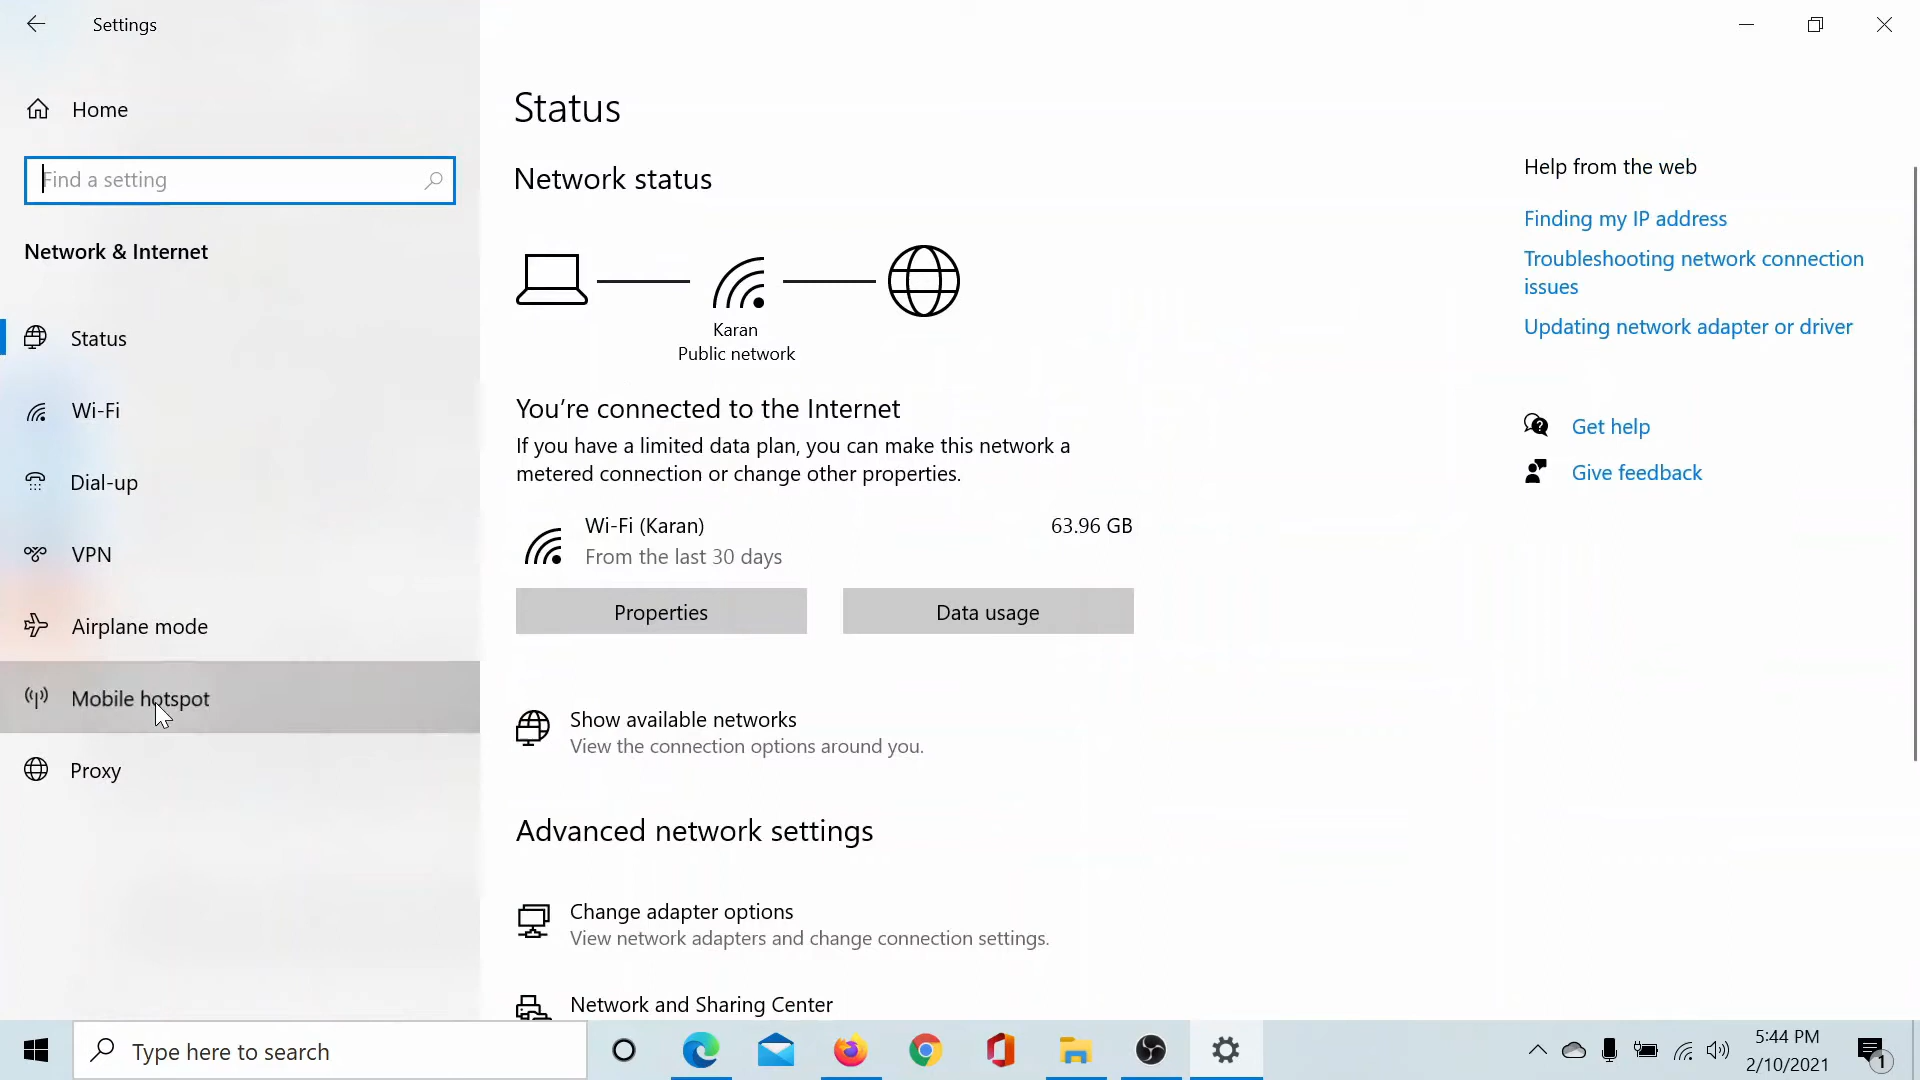 Settings
Home
Find a setting
Network & Internet
Status
Wi-Fi
Dial-up
VPN
Airplane mode
Mobile hotspot
Proxy
Status
Network status
Karan
Public network
You're connected to the Internet
If you have a limited data plan, you can make this network a
metered connection or change other properties.
Wi-Fi (Karan)
63.96 GB
From the last 30 days
Properties
Data usage
Show available networks
View the connection options around you.
Advanced network settings
Change adapter options
View network adapters and change connection settings.
Network and Sharing Center
Help from the web
Finding my IP address
Troubleshooting network connection
issues
Updating network adapter or driver
Get help
Give feedback
Type here to search
5:44 PM
2/10/2021
1